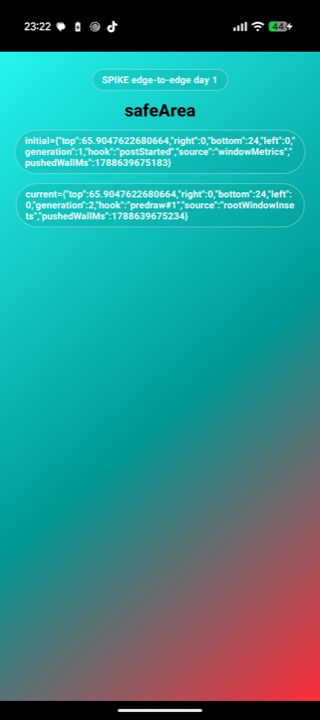 23:22
44
SPIKE edge-to-edge day 1
safeArea
initial={"top":65.9047622680664,"right":0,"bottom":24,"left":0,"
generation":1,"hook":"postStarted","source":"windowMetrics","
pushedWallMs":1788639675183}
current={"top":65.9047622680664,"right":0,"bottom":24,"left":
0,"generation":2,"hook":"predraw#1","source":"rootWindowInse
ts","pushedWallMs":1788639675234}